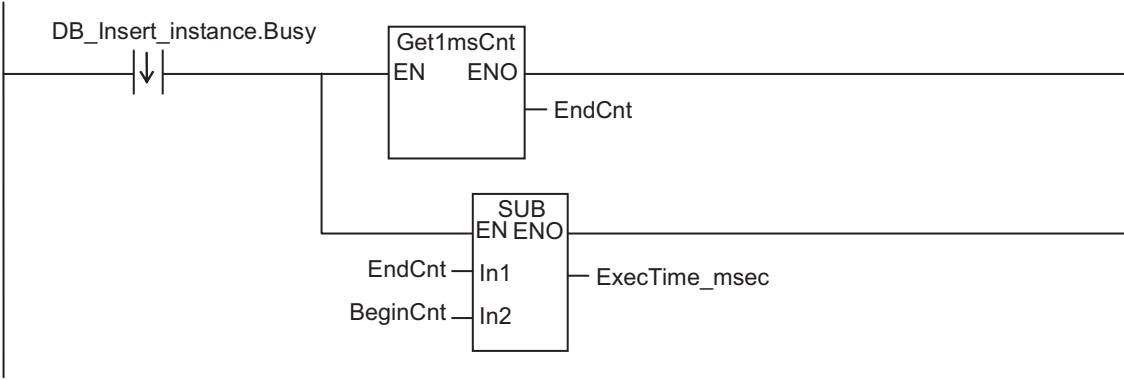 DB_Insert_instance.Busy
Get1msCnt
EN ENO
EndCnt
SUB
EN ENO
EndCnt In1
ExecTime_msec
BeginCnt In2